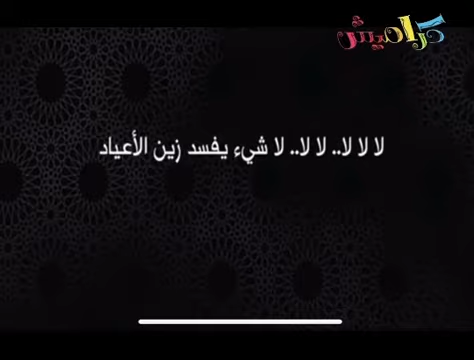 كراميش
لا لا لا.. لا لا.. لا شيء يفسد زين الأعياد